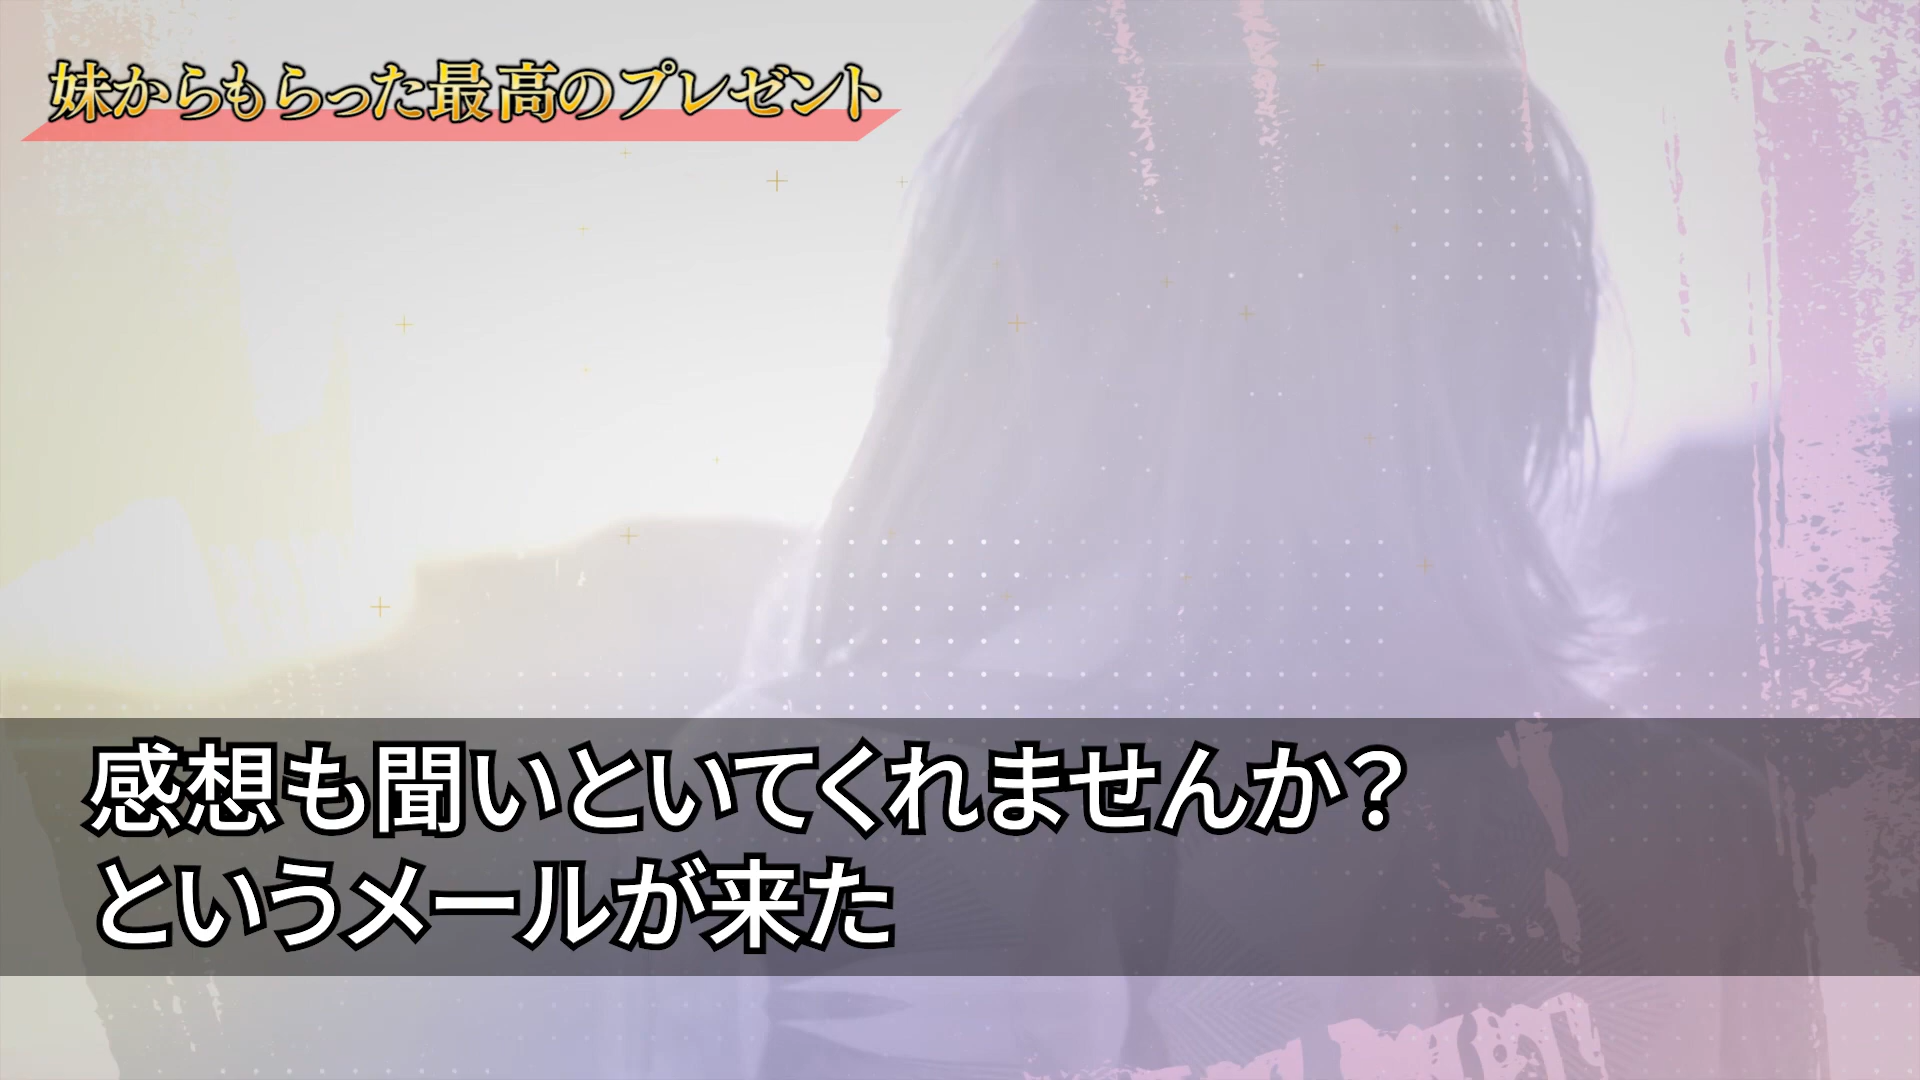 妹からもらった最高のプレゼント
感想も聞いといてくれませんか？
というメールが来た